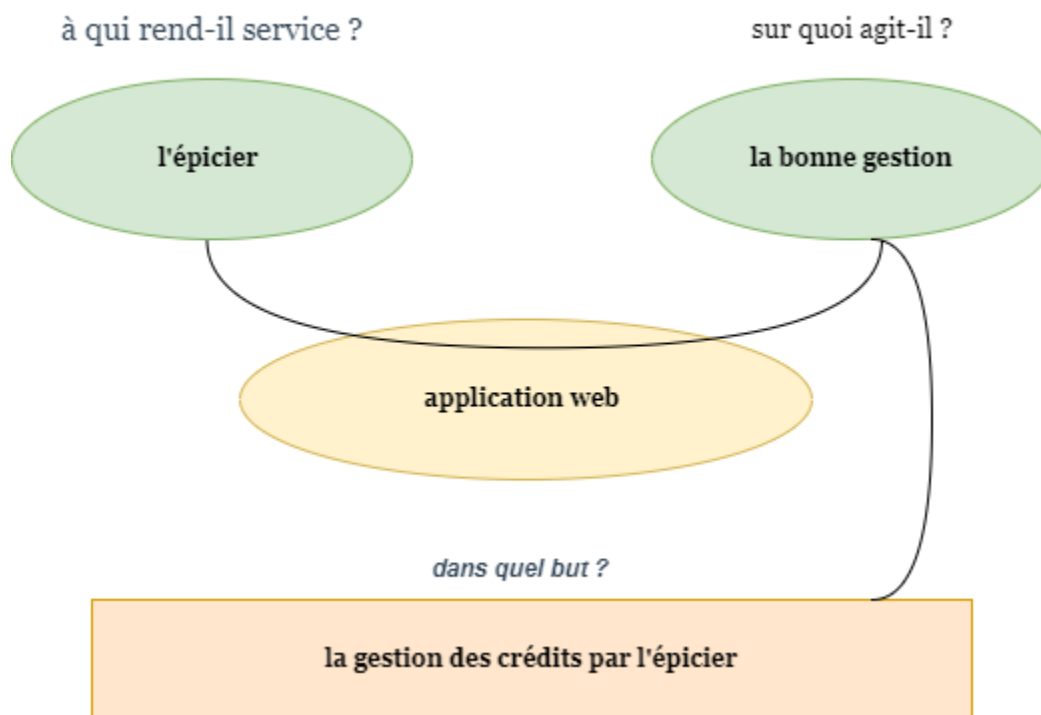 à qui rend-il service ?
sur quoi agit-il ?
l'épicier
la bonne gestion
application web
dans quel but ?
la gestion des crédits par l'épicier